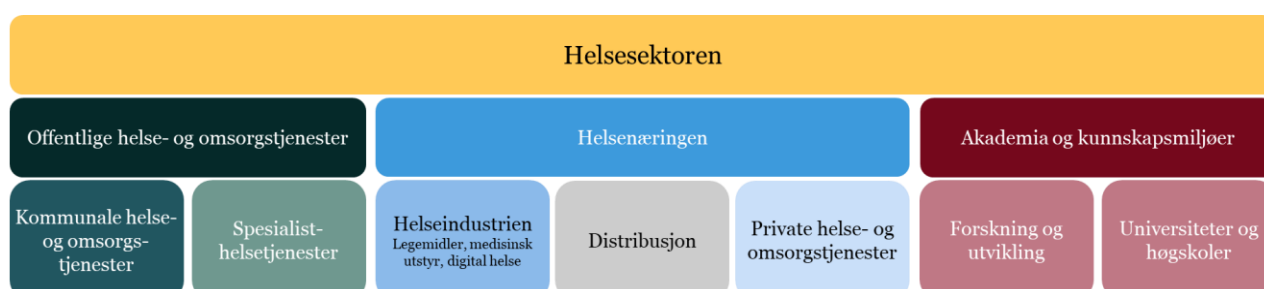 Helsesektoren
Offentlige helse- og omsorgstjenester
Helsenæringen
Akademia og kunnskapsmiljøer
Kommunale helse-
og omsorgs-
tjenester
Spesialist-
helsetjenester
Helseindustrien
Legemidler, medisinsk
utstyr, digital helse
Distribusjon
Private helse- og
omsorgstjenester
Forskning og
utvikling
Universiteter og
høgskoler